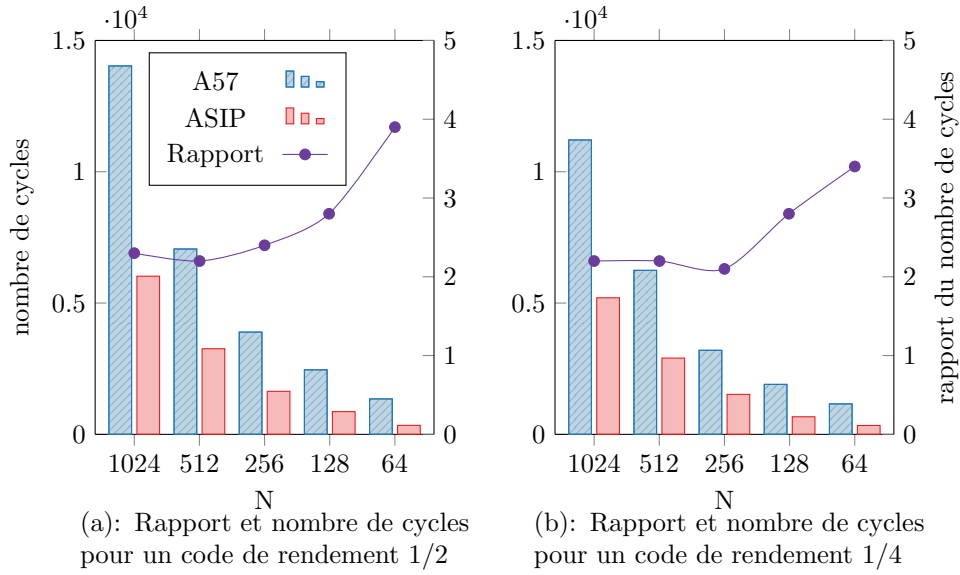 ·10⁴
1.5
1
0.5
0
5
4
3
2
1
0
nombre de cycles
A57
ASIP
Rapport
1024 512 256 128 64
N
(a): Rapport et nombre de cycles
pour un code de rendement 1/2
·10⁴
1.5
1
0.5
0
5
4
3
2
1
0
rapport du nombre de cycles
1024 512 256 128 64
N
(b): Rapport et nombre de cycles
pour un code de rendement 1/4